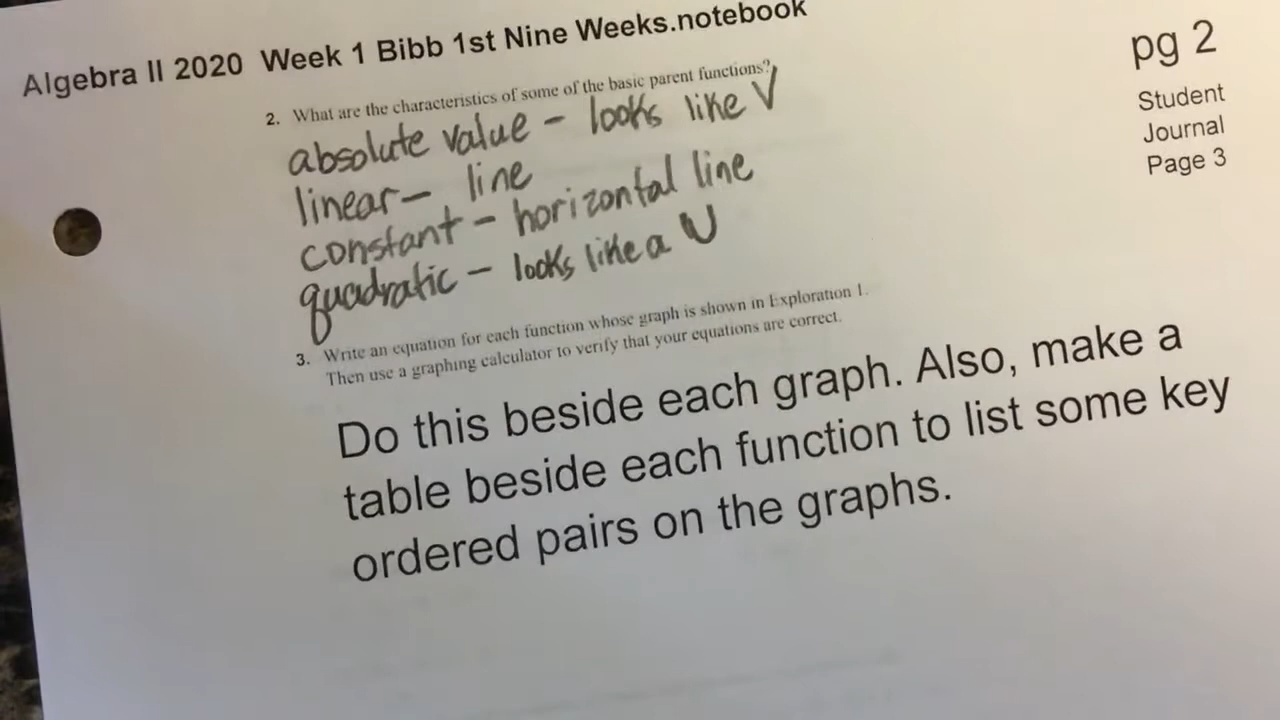 Algebra II 2020 Week 1 Bibb 1st Nine Weeks.notebook
pg 2
Student
Journal
Page 3
2. What are the characteristics of some of the basic parent functions?
absolute value - looks like V
linear - line
constant - horizontal line
quadratic - looks like a U
3. Write an equation for each function whose graph is shown in Exploration 1.
Then use a graphing calculator to verify that your equations are correct.
Do this beside each graph. Also, make a
table beside each function to list some key
ordered pairs on the graphs.